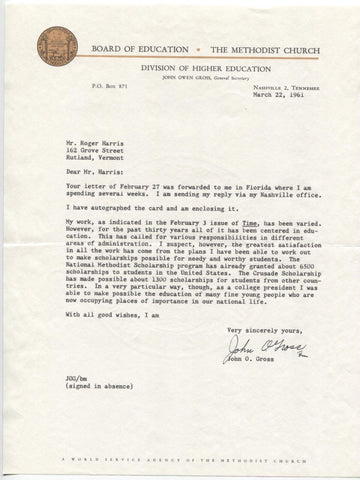 BOARD OF EDUCATION • THE METHODIST CHURCH
DIVISION OF HIGHER EDUCATION
JOHN OWEN GROSS, General Secretary
P.O. BOX 871
NASHVILLE 2, TENNESSEE
March 22, 1961
Mr. Roger Harris
162 Grove Street
Rutland, Vermont
Dear Mr. Harris:
Your letter of February 27 was forwarded to me in Florida where I am
spending several weeks. I am sending my reply via my Nashville office.
I have autographed the card and am enclosing it.
My work, as indicated in the February 3 issue of Time, has been varied.
However, for the past thirty years all of it has been centered in edu-
cation. This has called for various responsibilities in different
areas of administration. I suspect, however, the greatest satisfaction
in all the work has come from the plans I have been able to work out
to make scholarships possible for needy and worthy students. The
National Methodist Scholarship program has already granted about 6500
scholarships to students in the United States. The Crusade Scholarship
has made possible about 1300 scholarships for students from other coun-
tries. In a very particular way, though, as a college president I was
able to make possible the education of many fine young people who are
now occupying places of importance in our national life.
With all good wishes, I am
Very sincerely yours,
John O Gross
John O. Gross
JOG/bm
(signed in absence)
A WORLD SERVICE AGENCY OF THE METHODIST CHURCH